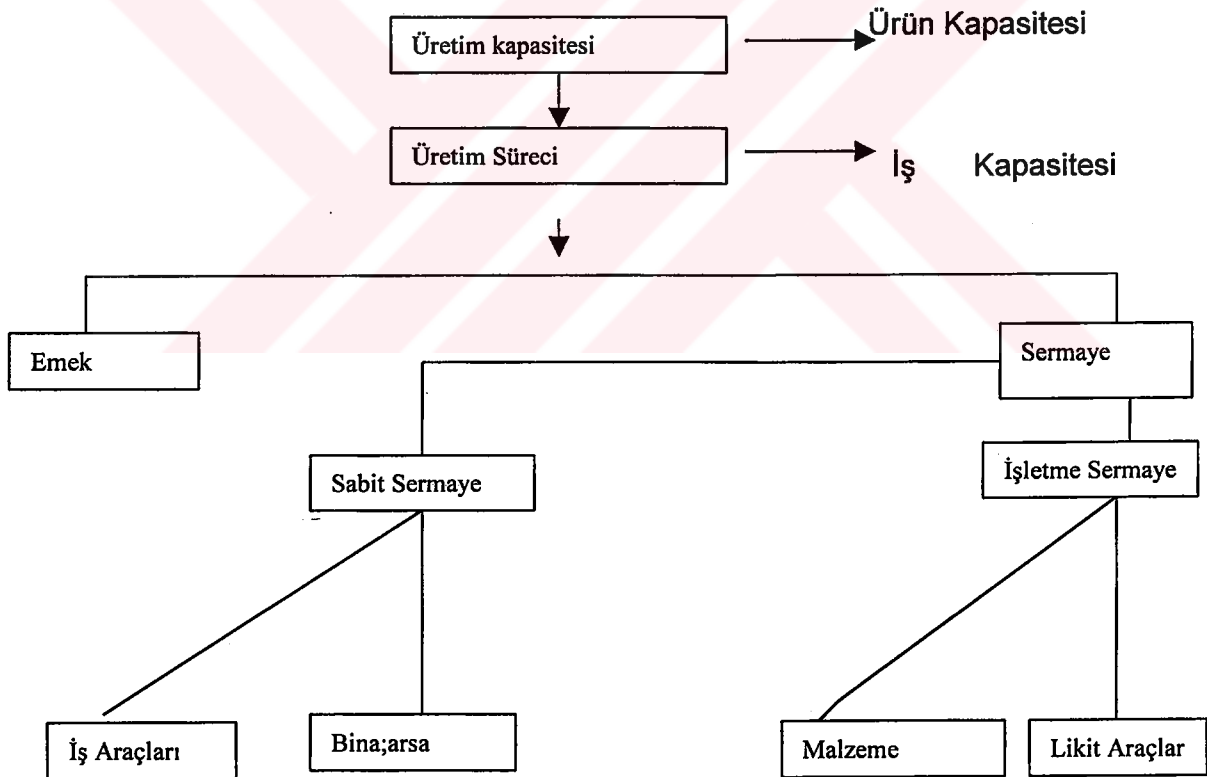 Üretim kapasitesi
Ürün Kapasitesi
Üretim Süreci
İş Kapasitesi
Emek
Sermaye
Sabit Sermaye
İşletme Sermaye
İş Araçları
Bina;arsa
Malzeme
Likit Araçlar